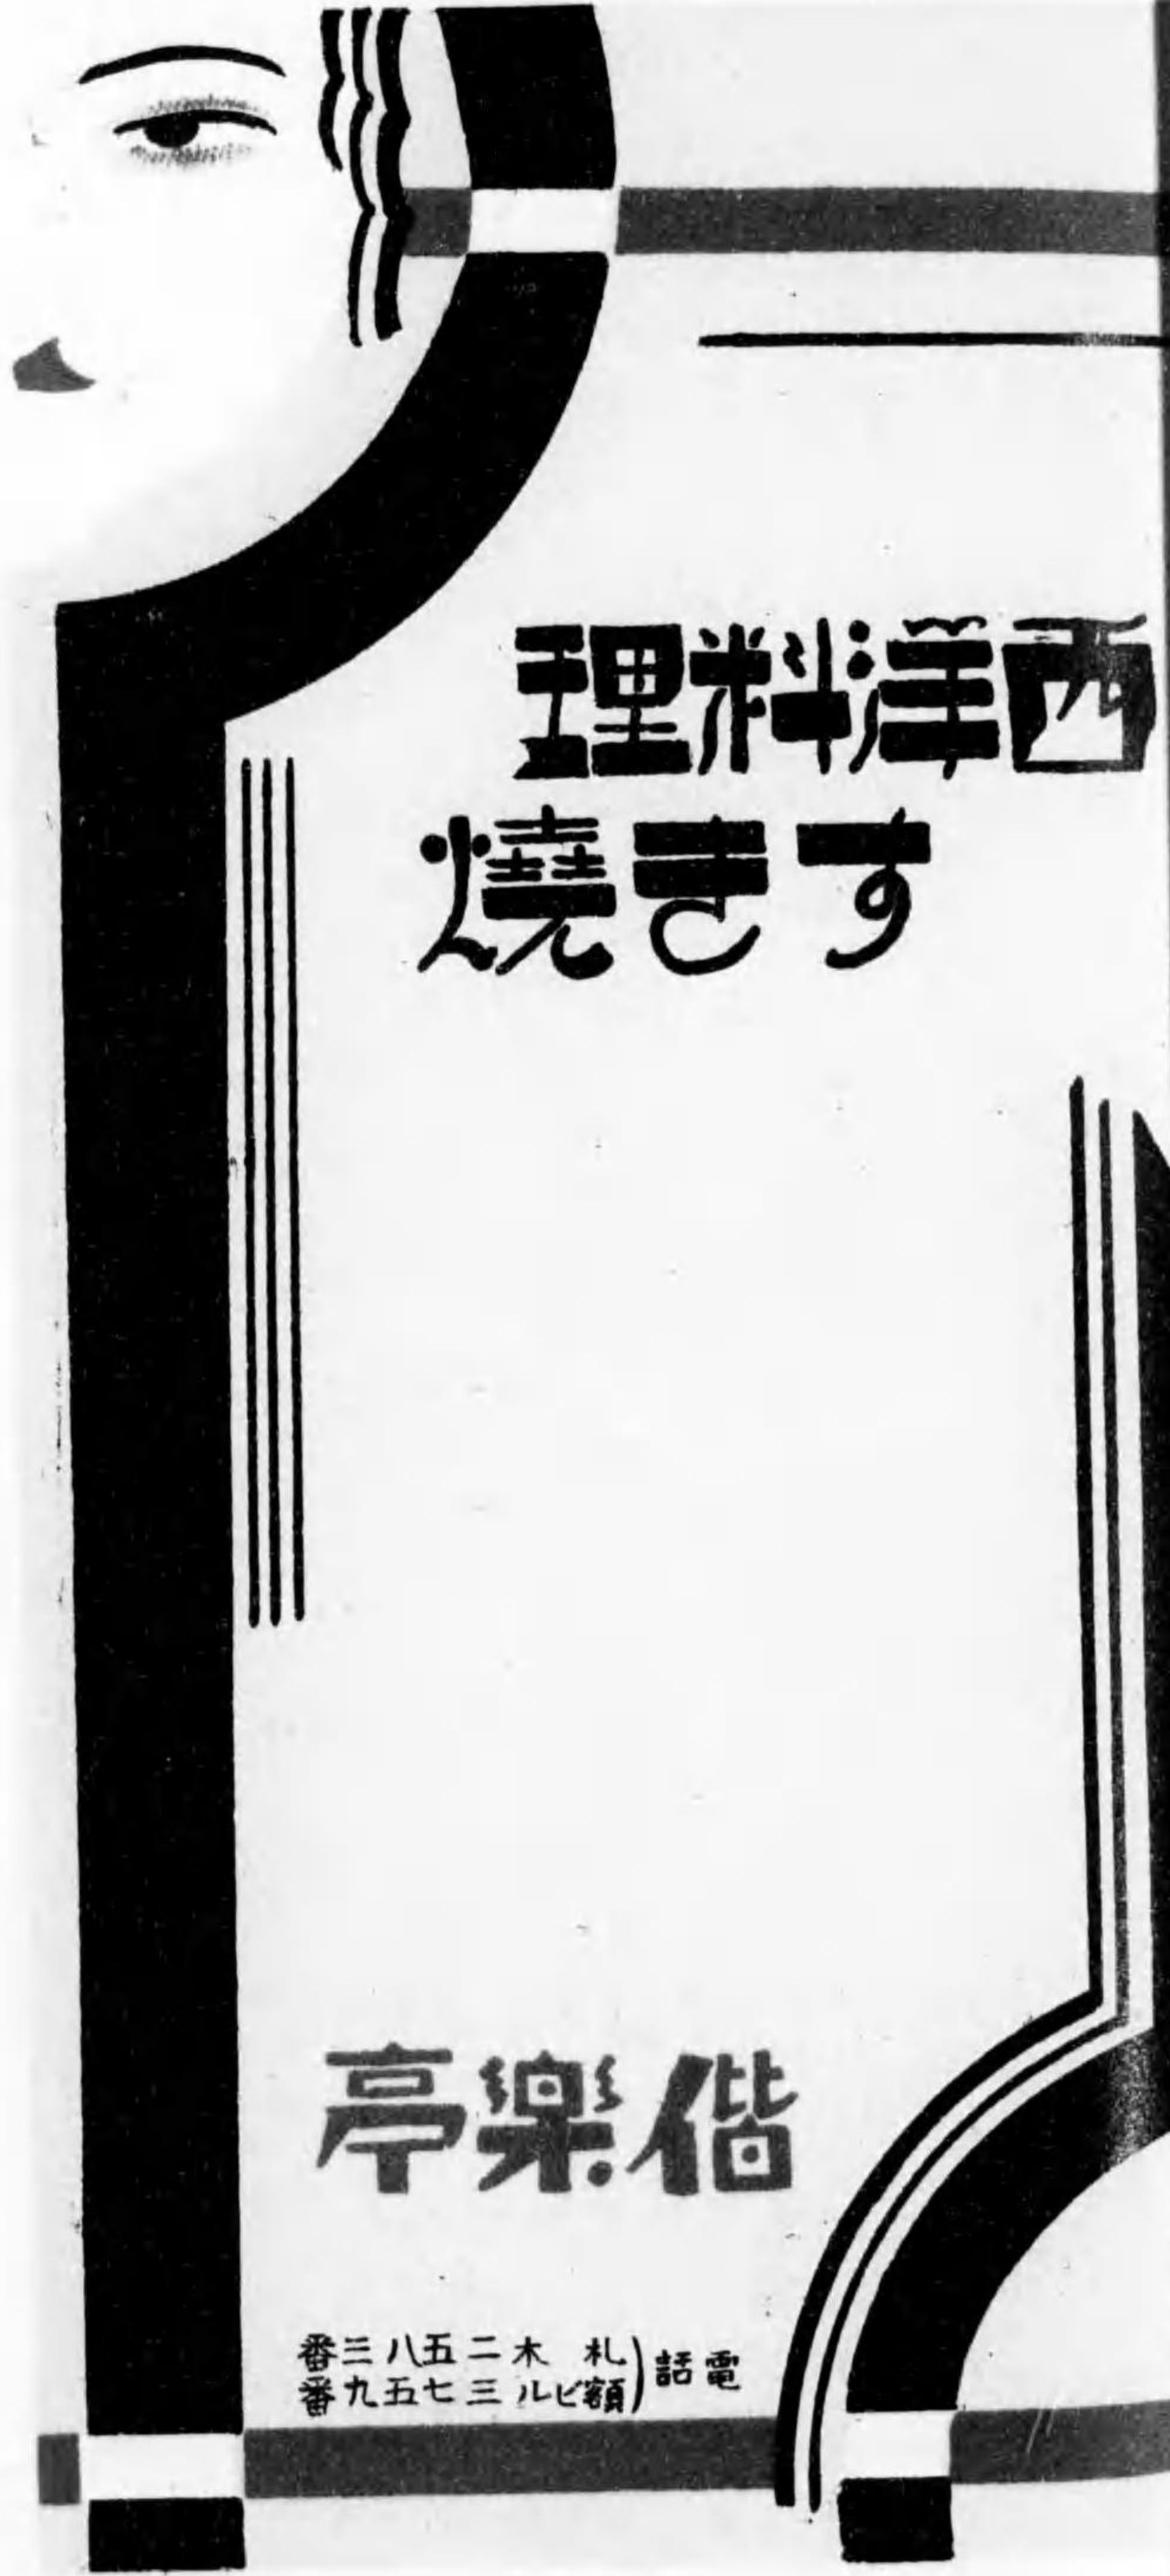 西洋料理
すき燒
偕樂亭
電話
札木二五八三番
額ビル三七五九番